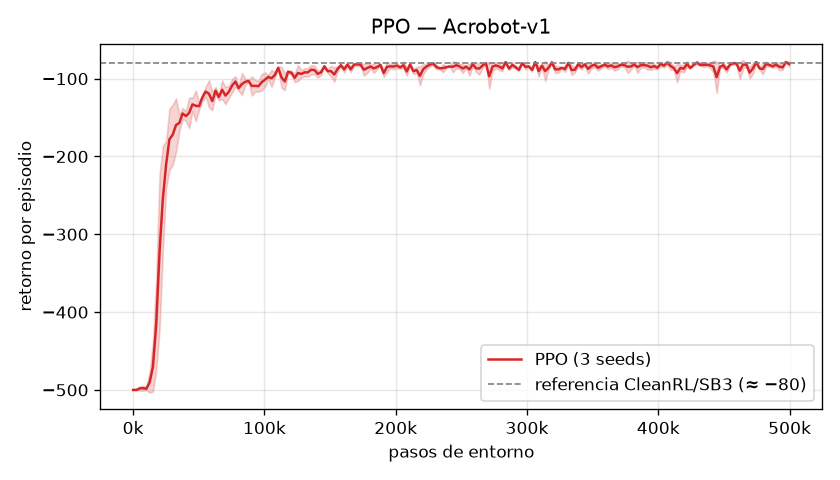 PPO — Acrobot-v1
retorno por episodio
−100
−200
−300
−400
−500
0k
100k
200k
300k
400k
500k
pasos de entorno
PPO (3 seeds)
referencia CleanRL/SB3 (≈ −80)